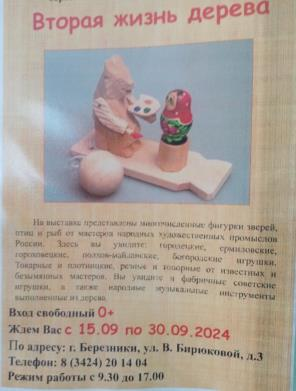 Вторая жизнь дерева
На выставке представлены многочисленные фигурки зверей,
птиц и рыб от мастеров народных художественных промыслов
России. Здесь вы увидите: городецкие, ермиловские,
гороховецкие, полхов-майданские, богородские игрушки.
Токарные и плотницкие, резные и токарные от известных и
безымянных мастеров. Вы увидите и фабричные советские
игрушки, а также народные музыкальные инструменты
выполненные из дерева.
Вход свободный 0+
Ждем Вас с 15.09 по 30.09.2024
По адресу: г. Березники, ул. В. Бирюковой, д.3
Телефон: 8 (3424) 20 14 04
Режим работы с 9.30 до 17.00